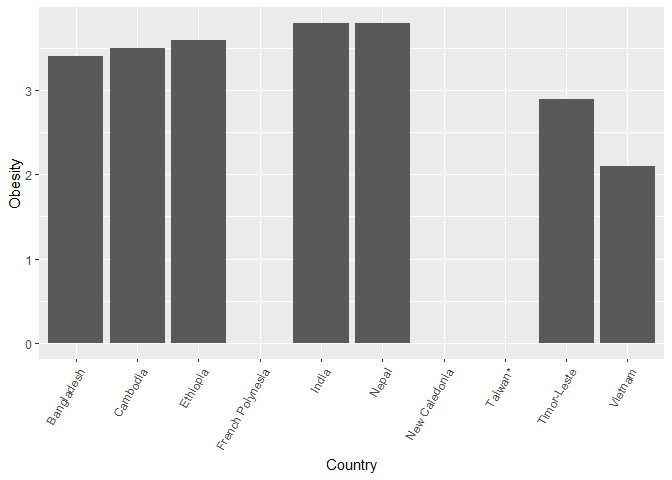 Obesity
3
2
1
0
Bangladesh
Cambodia
Ethiopia
French Polynesia
India
Nepal
New Caledonia
Taiwan*
Timor-Leste
Vietnam
Country